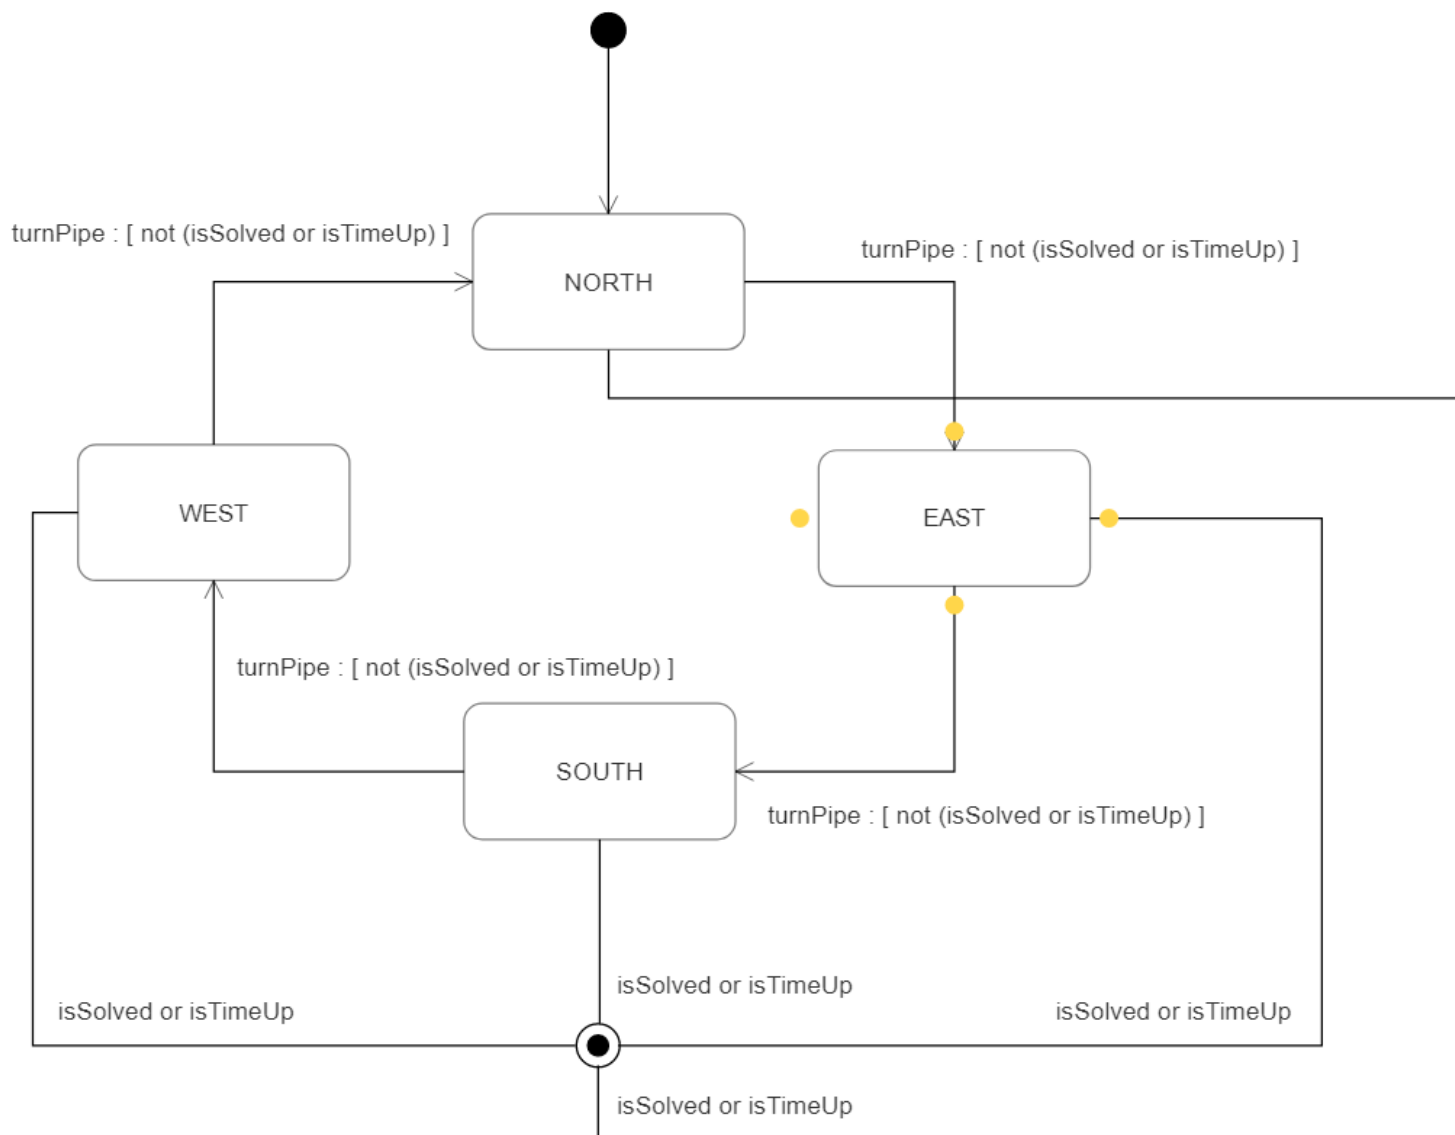 turnPipe : [ not (isSolved or isTimeUp) ]
turnPipe : [ not (isSolved or isTimeUp) ]
NORTH
WEST
EAST
turnPipe : [ not (isSolved or isTimeUp) ]
SOUTH
turnPipe : [ not (isSolved or isTimeUp) ]
isSolved or isTimeUp
isSolved or isTimeUp
isSolved or isTimeUp
isSolved or isTimeUp